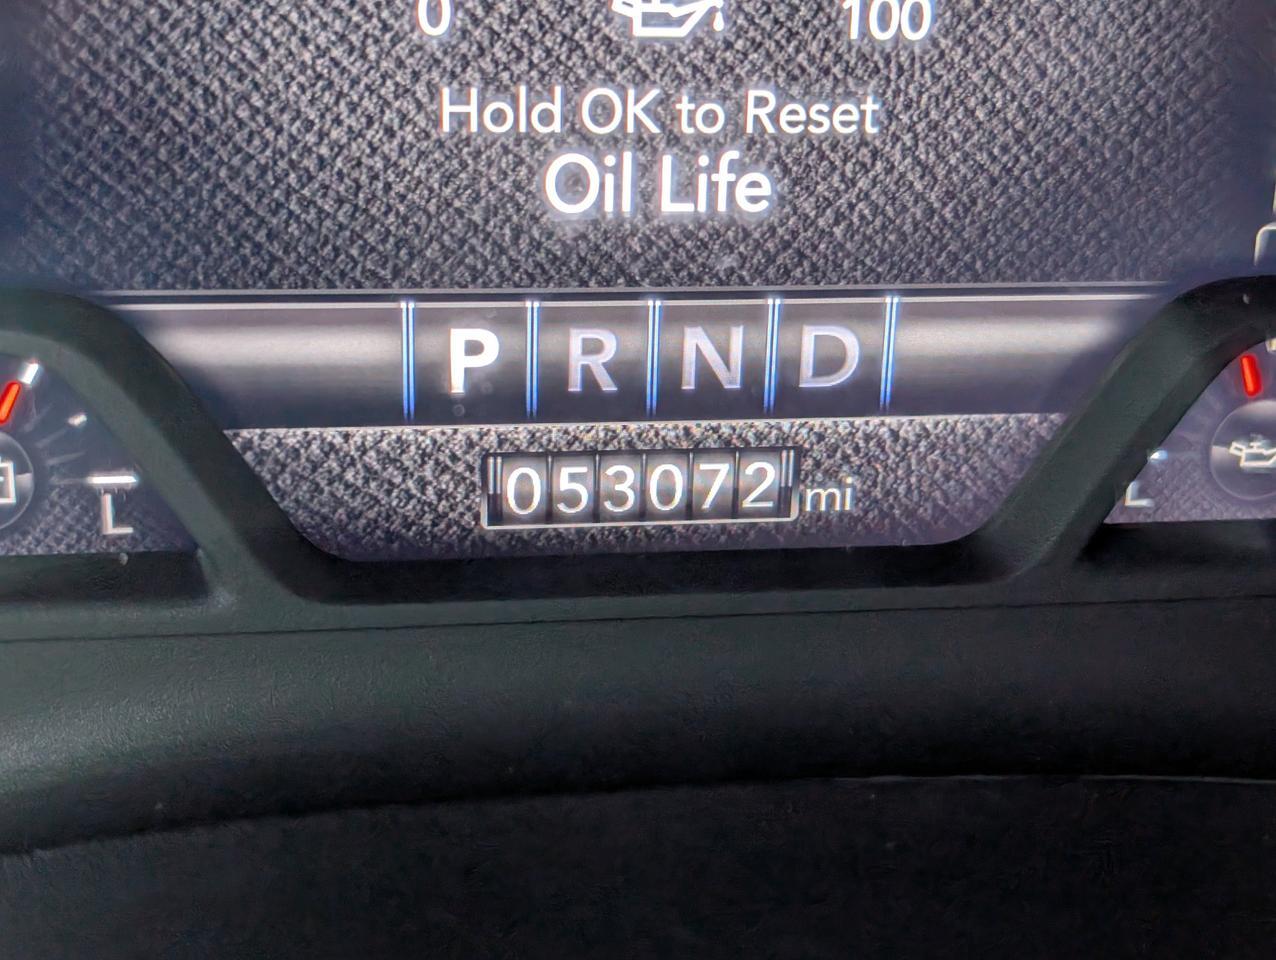 0 100
Hold OK to Reset
Oil Life
P R N D
053072 mi
L L